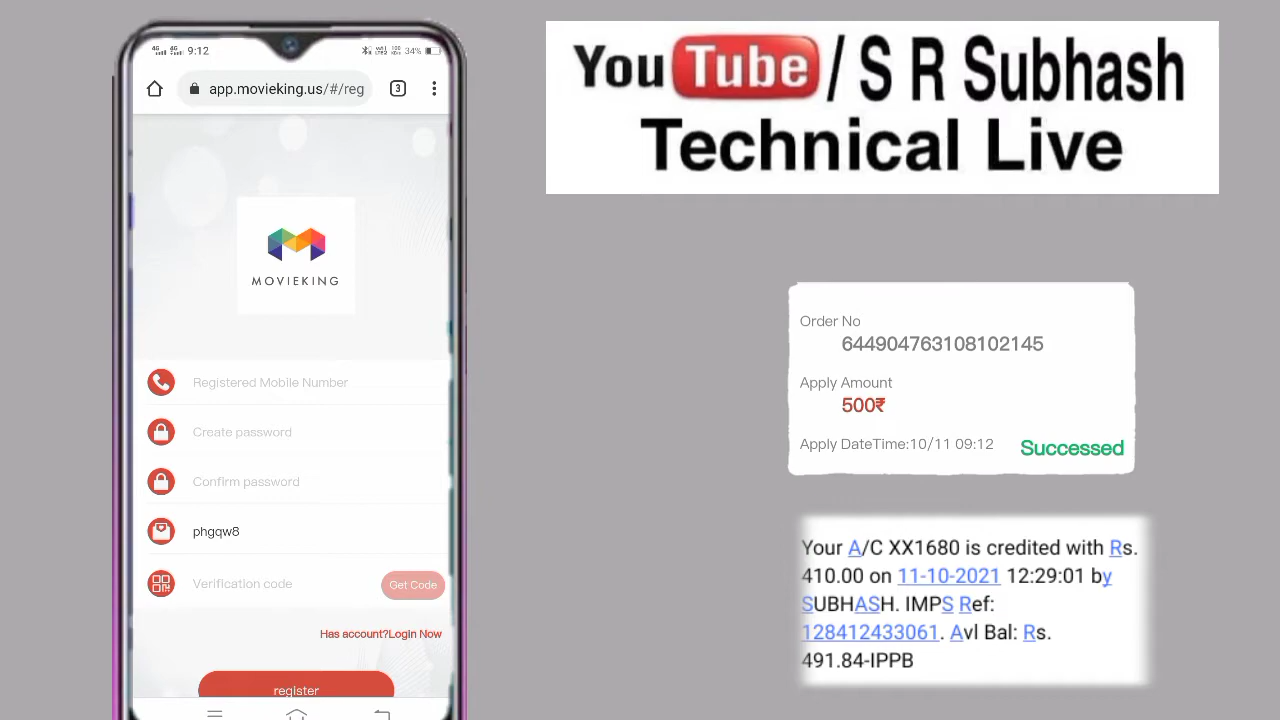 4G 4G 9:12
34%
app.movieking.us/#/reg
3
MOVIEKING
Registered Mobile Number
Create password
Confirm password
phgqw8
Verification code
Get Code
Has account?Login Now
register
YouTube / S R Subhash
Technical Live
Order No
644904763108102145
Apply Amount
500₹
Apply DateTime:10/11 09:12
Successed
Your A/C XX1680 is credited with Rs.
410.00 on 11-10-2021 12:29:01 by
SUBHASH. IMPS Ref:
128412433061. Avl Bal: Rs.
491.84-IPPB